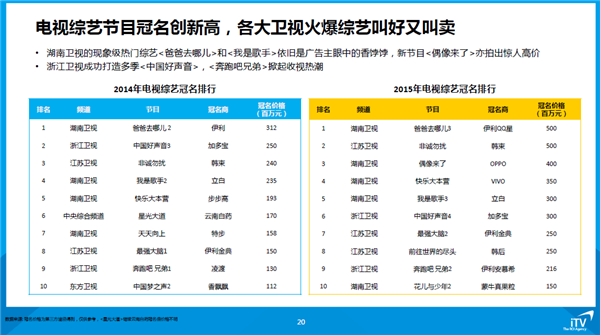 电视综艺节目冠名创新高，各大卫视火爆综艺叫好又叫卖
• 湖南卫视的现象级热门综艺<爸爸去哪儿>和<我是歌手>依旧是广告主眼中的香饽饽，新节目<偶像来了>亦拍出惊人高价
• 浙江卫视成功打造多季<中国好声音>，<奔跑吧兄弟>掀起收视热潮
2014年电视综艺冠名排行
排名 频道 节目 冠名商 冠名价格（百万元）
1 湖南卫视 爸爸去哪儿 2 伊利 312
2 浙江卫视 中国好声音3 加多宝 250
3 江苏卫视 非诚勿扰 韩束 240
4 湖南卫视 我是歌手2 立白 235
5 湖南卫视 快乐大本营 步步高 193
6 中央综合频道 星光大道 云南白药 170
7 湖南卫视 天天向上 特步 158
8 江苏卫视 最强大脑1 伊利金典 150
9 浙江卫视 奔跑吧 兄弟1 凌渡 130
10 东方卫视 中国梦之声2 香飘飘 112
2015年电视综艺冠名排行
排名 频道 节目 冠名商 冠名价格（百万元）
1 湖南卫视 爸爸去哪儿3 伊利QQ星 500
2 江苏卫视 非诚勿扰 韩束 500
3 湖南卫视 偶像来了 OPPO 400
4 湖南卫视 快乐大本营 VIVO 350
5 湖南卫视 我是歌手3 立白 300
6 浙江卫视 中国好声音4 加多宝 300
7 江苏卫视 最强大脑2 伊利金典 250
8 江苏卫视 前往世界的尽头 韩后 250
9 浙江卫视 奔跑吧 兄弟2 伊利安慕希 216
10 湖南卫视 花儿与少年2 蒙牛真果粒 150
20
iTV